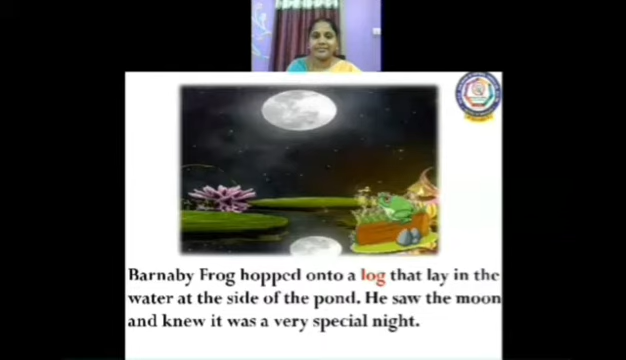 Barnaby Frog hopped onto a log that lay in the
water at the side of the pond. He saw the moon
and knew it was a very special night.